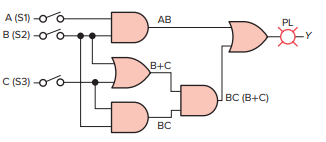 A (S1)
AB
PL
B (S2)
Y
B+C
C (S3)
BC (B+C)
BC